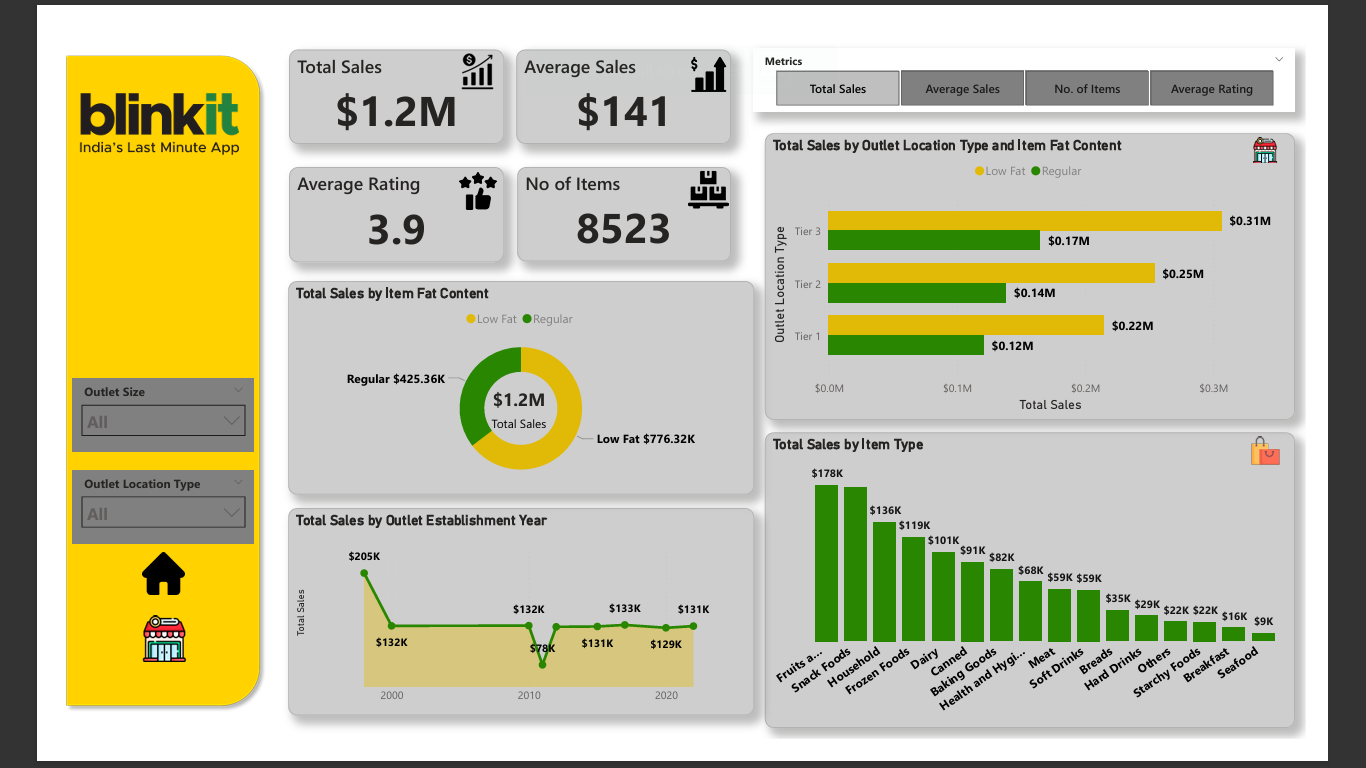 blinkit
India's Last Minute App
Outlet Size
All
Outlet Location Type
All
Total Sales
$1.2M
Average Sales
$141
Average Rating
3.9
No of Items
8523
Metrics
Total Sales
Average Sales
No. of Items
Average Rating
Total Sales by Item Fat Content
Low Fat Regular
Regular $425.36K
$1.2M
Total Sales
Low Fat $776.32K
Total Sales by Outlet Establishment Year
Total Sales
$205K
$132K
$132K
$78K
$131K
$133K
$129K
$131K
2000 2010 2020
Total Sales by Outlet Location Type and Item Fat Content
Low Fat Regular
Outlet Location Type
Tier 3
$0.31M
$0.17M
Tier 2
$0.25M
$0.14M
Tier 1
$0.22M
$0.12M
$0.0M $0.1M $0.2M $0.3M
Total Sales
Total Sales by Item Type
$178K
$136K
$119K
$101K
$91K
$82K
$68K
$59K
$59K
$35K
$29K
$22K
$22K
$16K
$9K
Fruits a...
Snack Foods
Household
Frozen Foods
Dairy
Canned
Baking Goods
Health and Hygi...
Meat
Soft Drinks
Breads
Hard Drinks
Others
Starchy Foods
Breakfast
Seafood